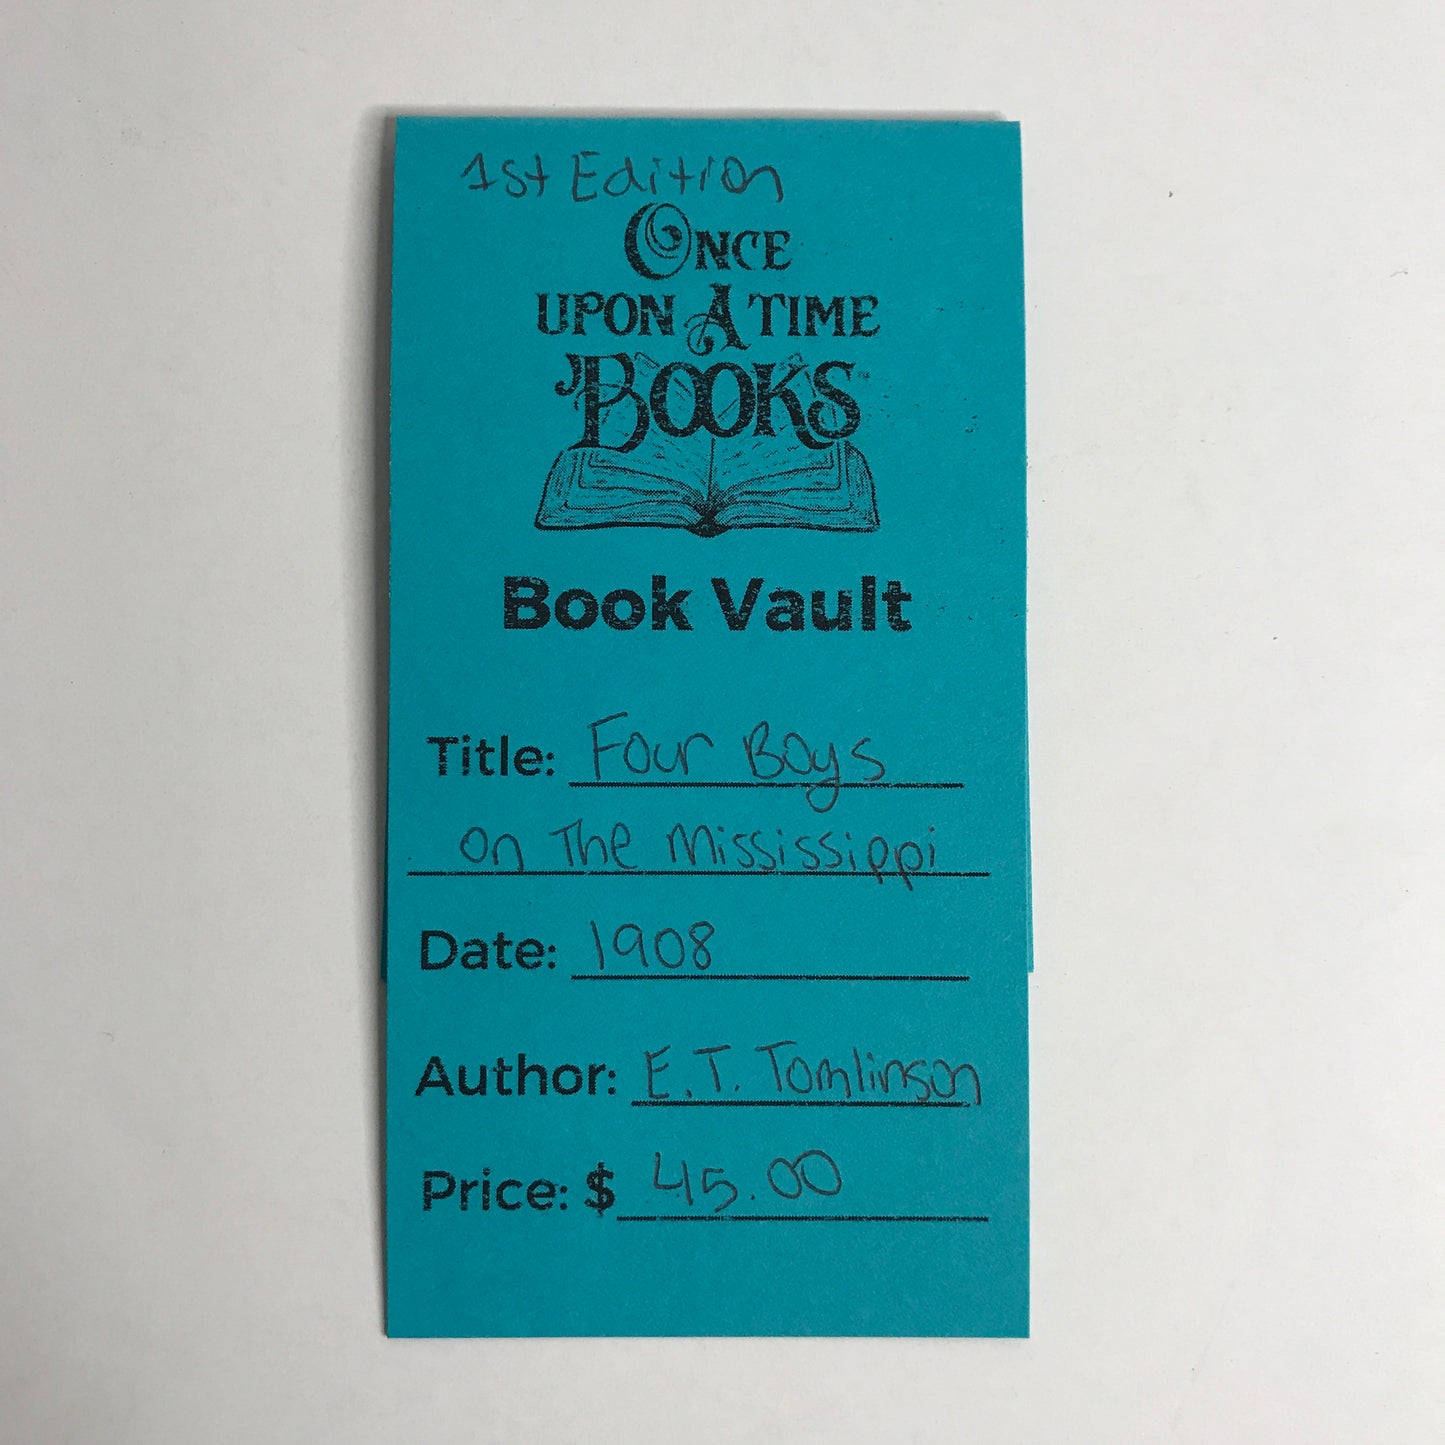 1st Edition
ONCE
UPON A TIME
BOOKS
Book Vault
Title: Four Boys
on The Mississippi
Date: 1908
Author: E.T. Tomlinson
Price: $ 45.00